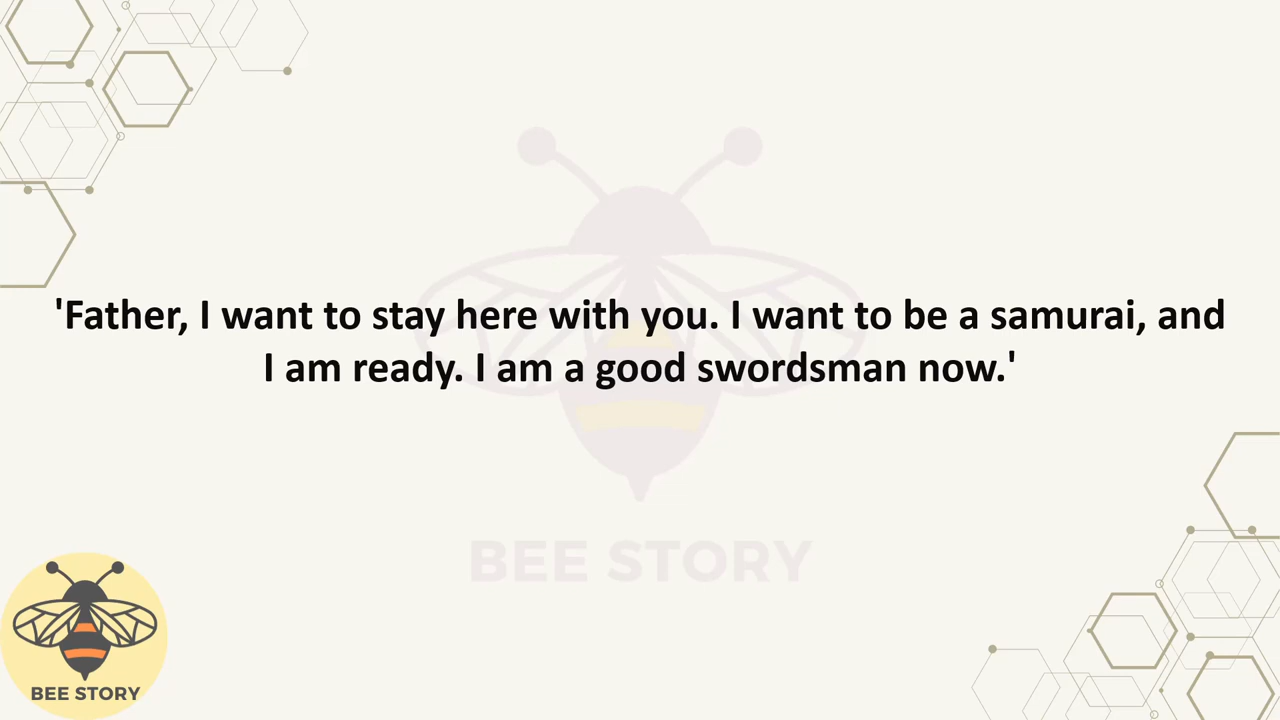 'Father, I want to stay here with you. I want to be a samurai, and
I am ready. I am a good swordsman now.'
BEE STORY
BEE STORY